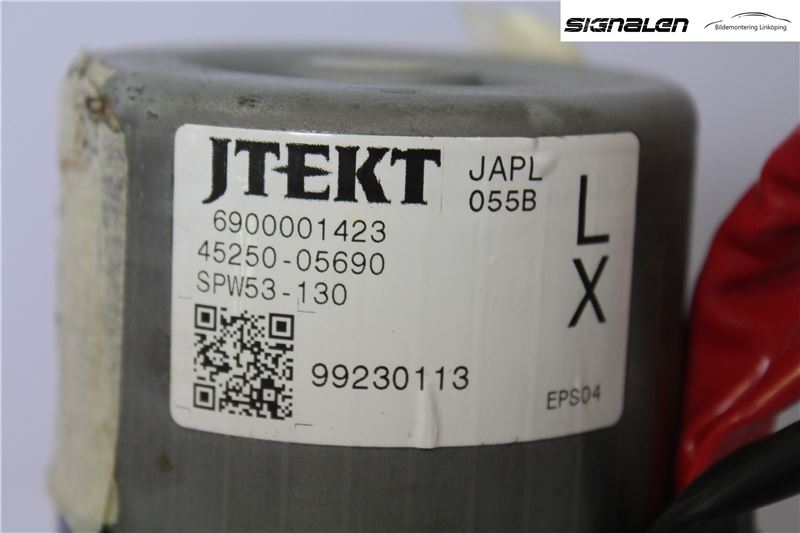 SIGNALEN
Bildemontering Linköping
JTEKT
JAPL
055B
L
X
6900001423
45250-05690
SPW53-130
99230113
EPS04